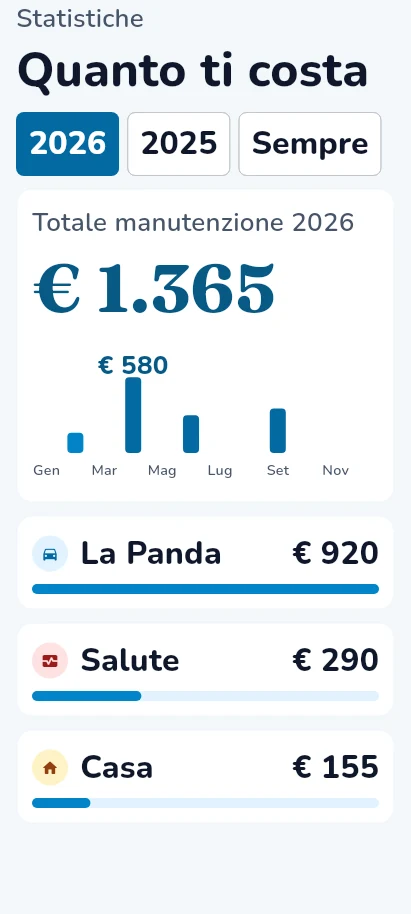 Statistiche
Quanto ti costa
2026 2025 Sempre
Totale manutenzione 2026
€ 1.365
€ 580
Gen Mar Mag Lug Set Nov
La Panda € 920
Salute € 290
Casa € 155